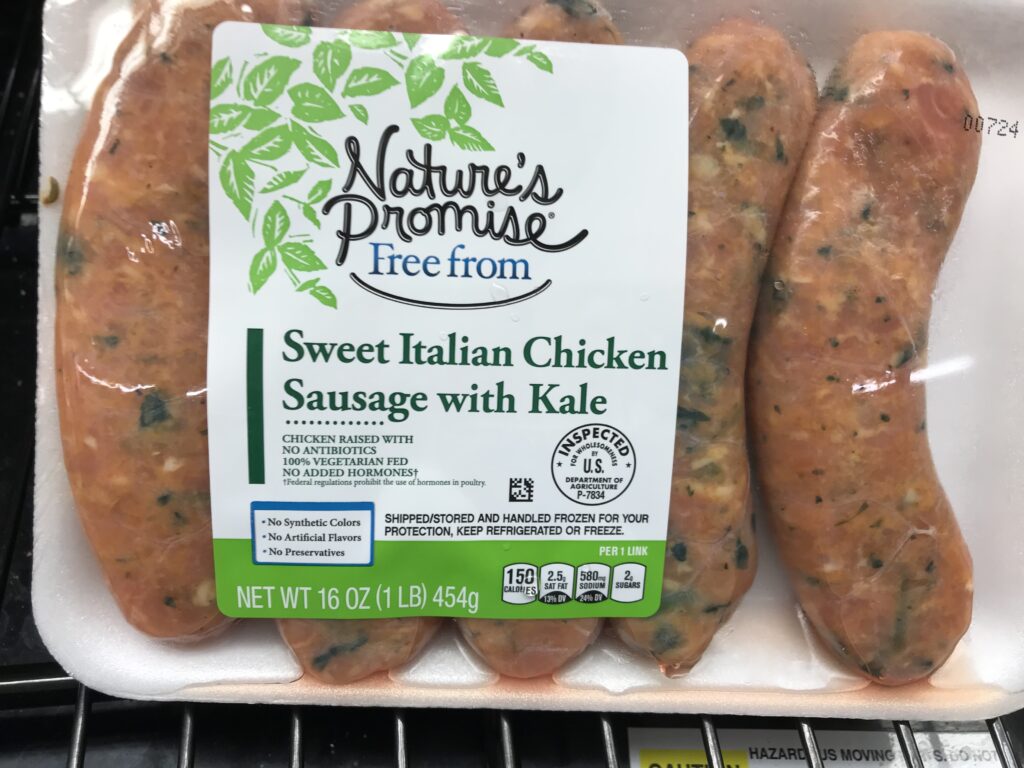 00724
Nature's
Promise®
Free from
Sweet Italian Chicken
Sausage with Kale
CHICKEN RAISED WITH
NO ANTIBIOTICS
100% VEGETARIAN FED
NO ADDED HORMONES†
†Federal regulations prohibit the use of hormones in poultry.
INSPECTED
FOR WHOLESOMENESS
BY
U.S.
DEPARTMENT OF
AGRICULTURE
P-7834
• No Synthetic Colors
• No Artificial Flavors
• No Preservatives
SHIPPED/STORED AND HANDLED FROZEN FOR YOUR
PROTECTION, KEEP REFRIGERATED OR FREEZE.
PER 1 LINK
150 CALORIES
2.5g SAT FAT 13% DV
580mg SODIUM 24% DV
2g SUGARS
NET WT 16 OZ (1 LB) 454g
CAUTION
MOVING
DO NOT